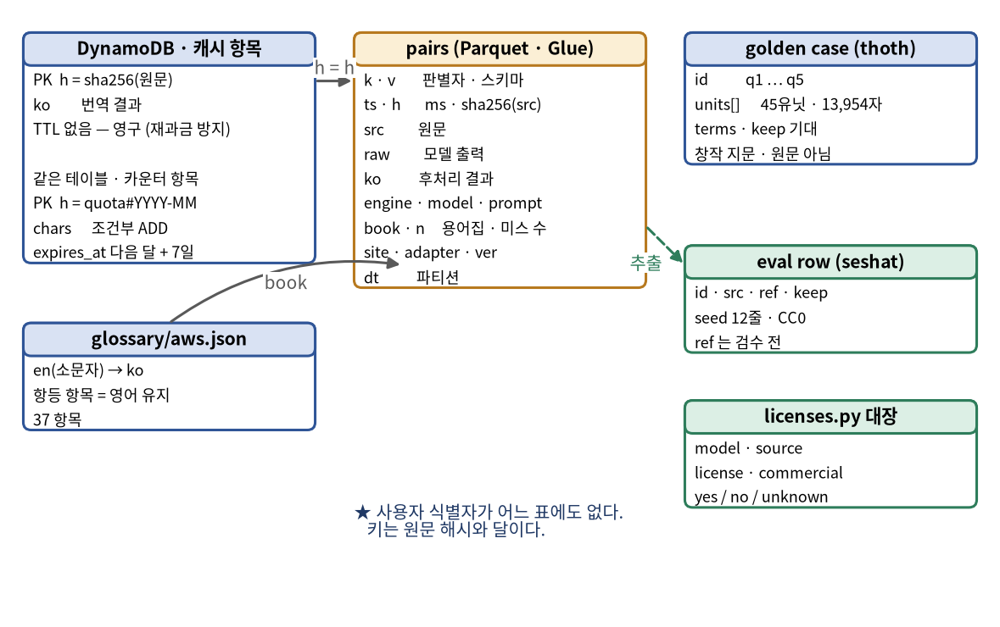 DynamoDB · 캐시 항목
PK h = sha256(원문)
ko 번역 결과
TTL 없음 — 영구 (재과금 방지)
같은 테이블 · 카운터 항목
PK h = quota#YYYY-MM
chars 조건부 ADD
expires_at 다음 달 + 7일
h = h
pairs (Parquet · Glue)
k · v 판별자 · 스키마
ts · h ms · sha256(src)
src 원문
raw 모델 출력
ko 후처리 결과
engine · model · prompt
book · n 용어집 · 미스 수
site · adapter · ver
dt 파티션
golden case (thoth)
id q1 … q5
units[] 45유닛 · 13,954자
terms · keep 기대
창작 지문 · 원문 아님
추출
eval row (seshat)
id · src · ref · keep
seed 12줄 · CC0
ref 는 검수 전
book
glossary/aws.json
en(소문자) → ko
항등 항목 = 영어 유지
37 항목
licenses.py 대장
model · source
license · commercial
yes / no / unknown
★ 사용자 식별자가 어느 표에도 없다.
키는 원문 해시와 달이다.